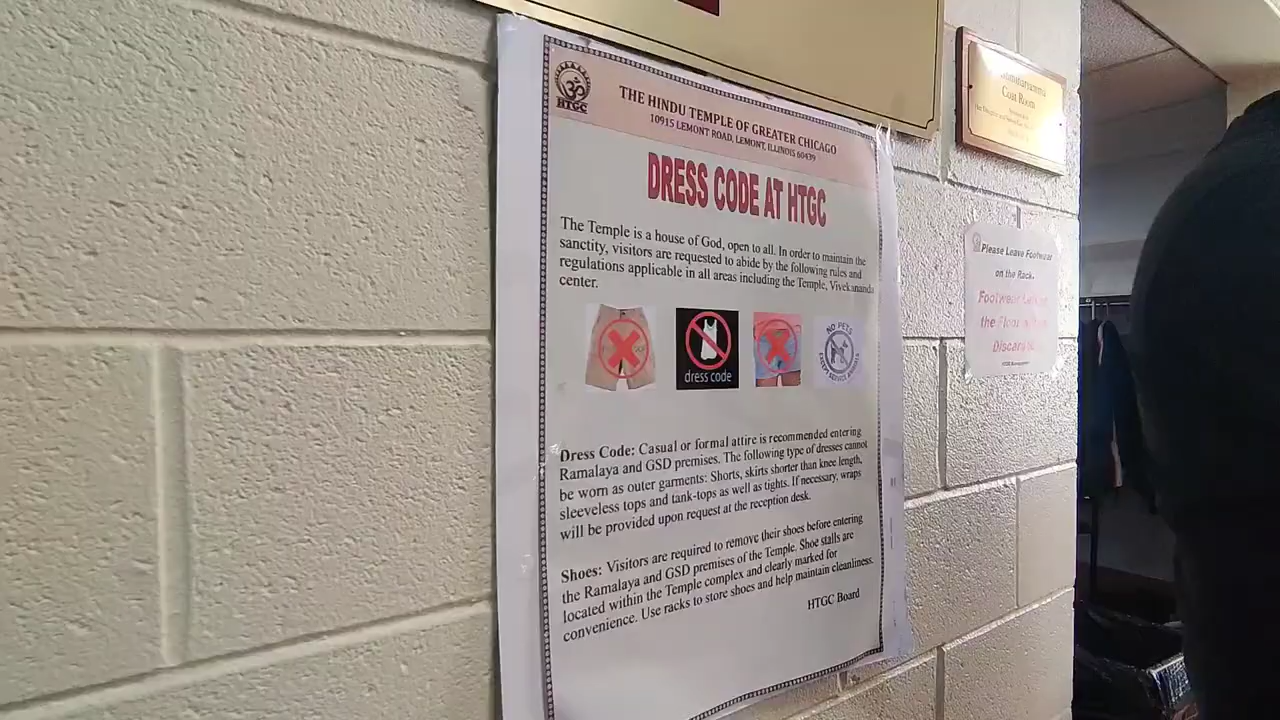 HTGC
THE HINDU TEMPLE OF GREATER CHICAGO
10915 LEMONT ROAD, LEMONT, ILLINOIS 60439
DRESS CODE AT HTGC
The Temple is a house of God, open to all. In order to maintain the
sanctity, visitors are requested to abide by the following rules and
regulations applicable in all areas including the Temple, Vivekananda
center.
dress code
NO PETS
EXCEPT SERVICE ANIMALS
Dress Code: Casual or formal attire is recommended entering
Ramalaya and GSD premises. The following type of dresses cannot
be worn as outer garments: Shorts, skirts shorter than knee length,
sleeveless tops and tank-tops as well as tights. If necessary, wraps
will be provided upon request at the reception desk.
Shoes: Visitors are required to remove their shoes before entering
the Ramalaya and GSD premises of the Temple. Shoe stalls are
located within the Temple complex and clearly marked for
convenience. Use racks to store shoes and help maintain cleanliness.
HTGC Board
Coat Room
Please Leave Footwear
on the Rack.
Footwear Left on
the Floor